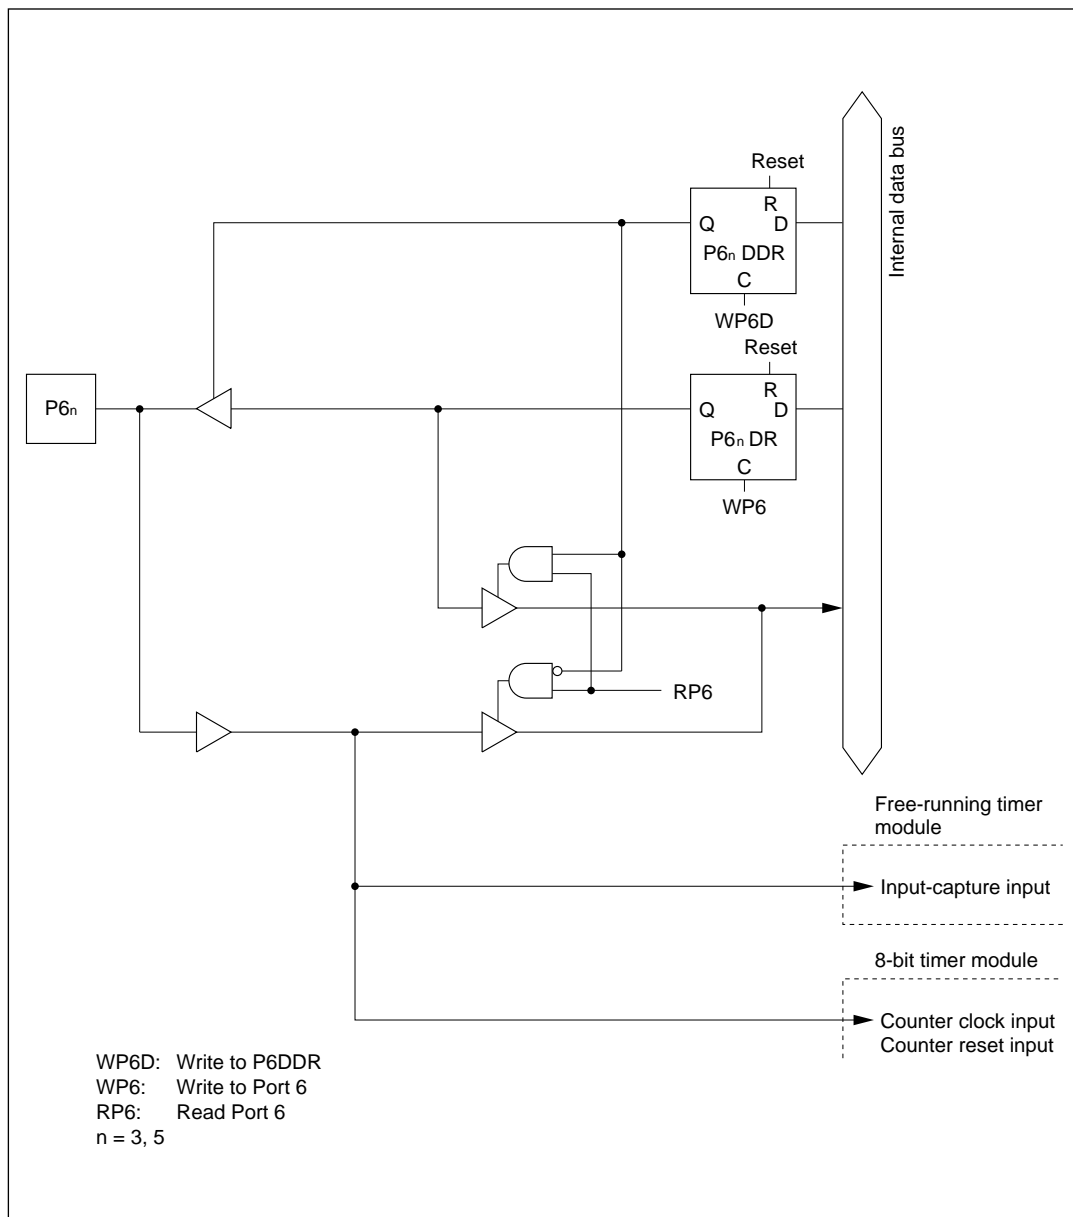 Internal data bus
Reset
R
Q D
P6n DDR
C
WP6D
Reset
R
P6n
Q D
P6n DR
C
WP6
RP6
Free-running timer
module
Input-capture input
8-bit timer module
Counter clock input
Counter reset input
WP6D: Write to P6DDR
WP6: Write to Port 6
RP6: Read Port 6
n = 3, 5